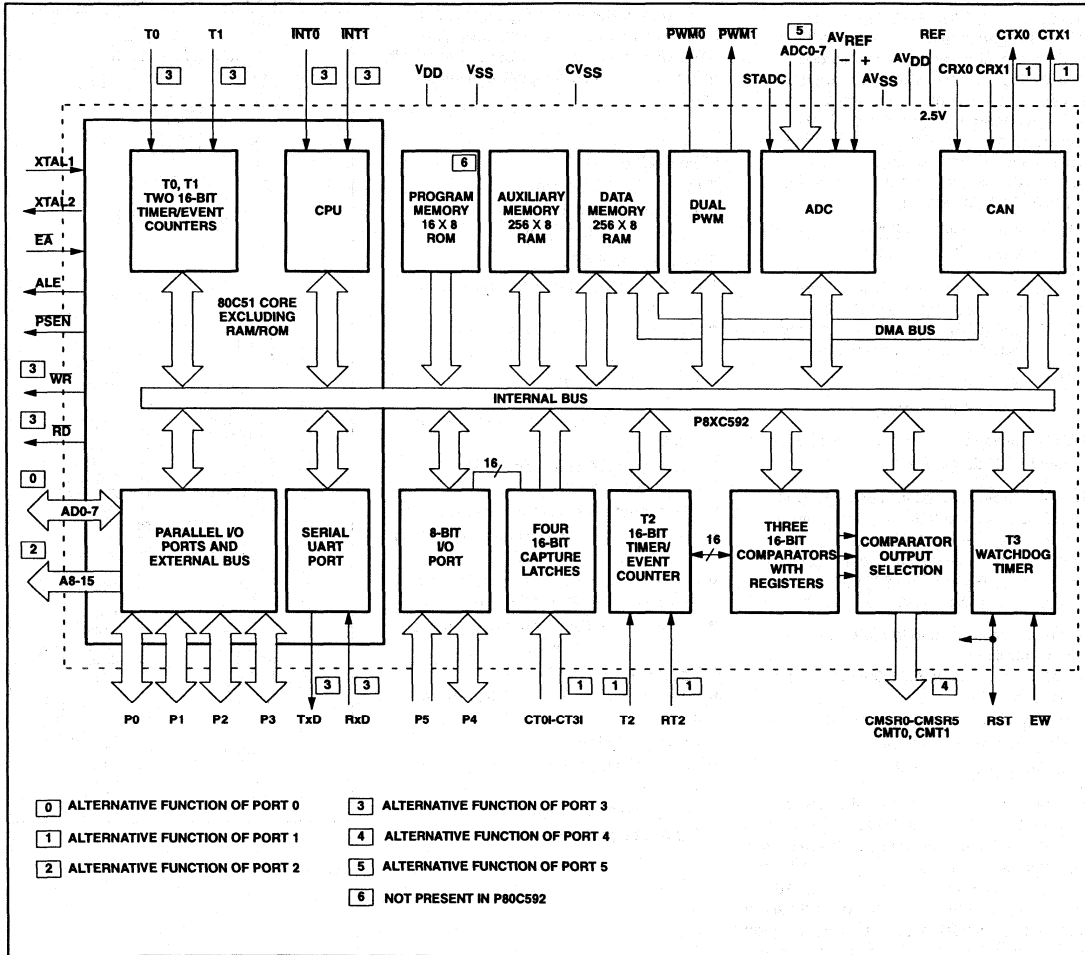 T0 T1 INT0 INT1 PWM0 PWM1 5 ADC0-7 AVREF REF CTX0 CTX1
3 3 3 3 VDD VSS CVSS STADC − + AVSS AVDD CRX0 CRX1 1 1
2.5V
XTAL1
XTAL2
EA
ALE
PSEN
3 WR
3 RD
0
AD0-7
2
A8-15
T0, T1
TWO 16-BIT
TIMER/EVENT
COUNTERS
CPU
6
PROGRAM
MEMORY
16 X 8
ROM
AUXILIARY
MEMORY
256 X 8
RAM
DATA
MEMORY
256 X 8
RAM
DUAL
PWM
ADC
CAN
80C51 CORE
EXCLUDING
RAM/ROM
DMA BUS
INTERNAL BUS
P8XC592
PARALLEL I/O
PORTS AND
EXTERNAL BUS
SERIAL
UART
PORT
8-BIT
I/O
PORT
16
FOUR
16-BIT
CAPTURE
LATCHES
T2
16-BIT
TIMER/
EVENT
COUNTER
16
THREE
16-BIT
COMPARATORS
WITH
REGISTERS
COMPARATOR
OUTPUT
SELECTION
T3
WATCHDOG
TIMER
3 3 1 1 1 4
P0 P1 P2 P3 TxD RxD P5 P4 CT0I-CT3I T2 RT2 CMSR0-CMSR5 RST EW
CMT0, CMT1
0 ALTERNATIVE FUNCTION OF PORT 0
1 ALTERNATIVE FUNCTION OF PORT 1
2 ALTERNATIVE FUNCTION OF PORT 2
3 ALTERNATIVE FUNCTION OF PORT 3
4 ALTERNATIVE FUNCTION OF PORT 4
5 ALTERNATIVE FUNCTION OF PORT 5
6 NOT PRESENT IN P80C592